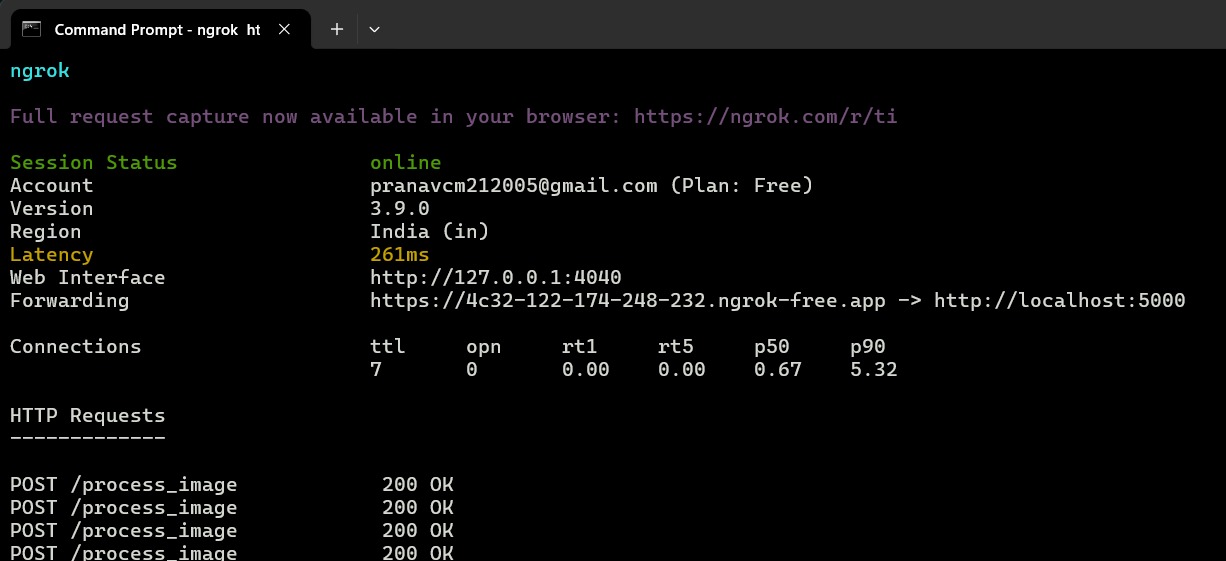 Command Prompt - ngrok ht
ngrok
Full request capture now available in your browser: https://ngrok.com/r/ti
Session Status online
Account pranavcm212005@gmail.com (Plan: Free)
Version 3.9.0
Region India (in)
Latency 261ms
Web Interface http://127.0.0.1:4040
Forwarding https://4c32-122-174-248-232.ngrok-free.app -> http://localhost:5000
Connections ttl opn rt1 rt5 p50 p90
7 0 0.00 0.00 0.67 5.32
HTTP Requests
-------------
POST /process_image 200 OK
POST /process_image 200 OK
POST /process_image 200 OK
POST /process_image 200 OK